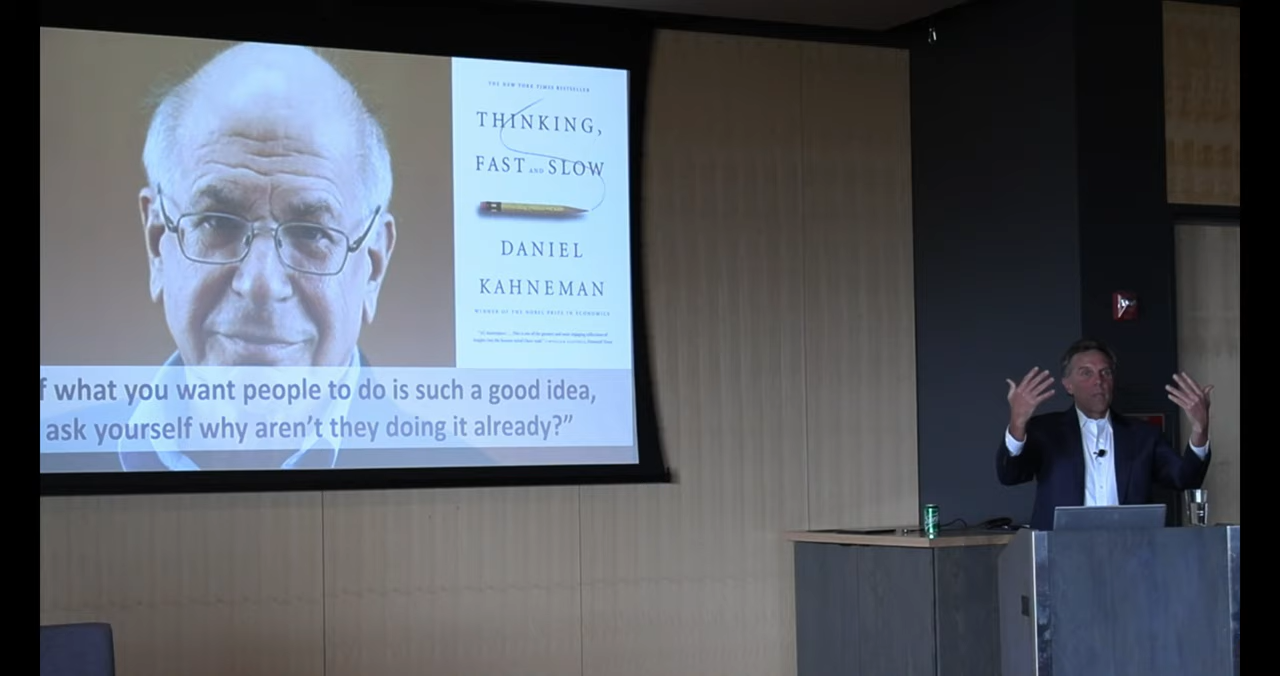 THE NEW YORK TIMES BESTSELLER
THINKING,
FAST AND SLOW
DANIEL
KAHNEMAN
WINNER OF THE NOBEL PRIZE IN ECONOMICS
f what you want people to do is such a good idea,
ask yourself why aren't they doing it already?”